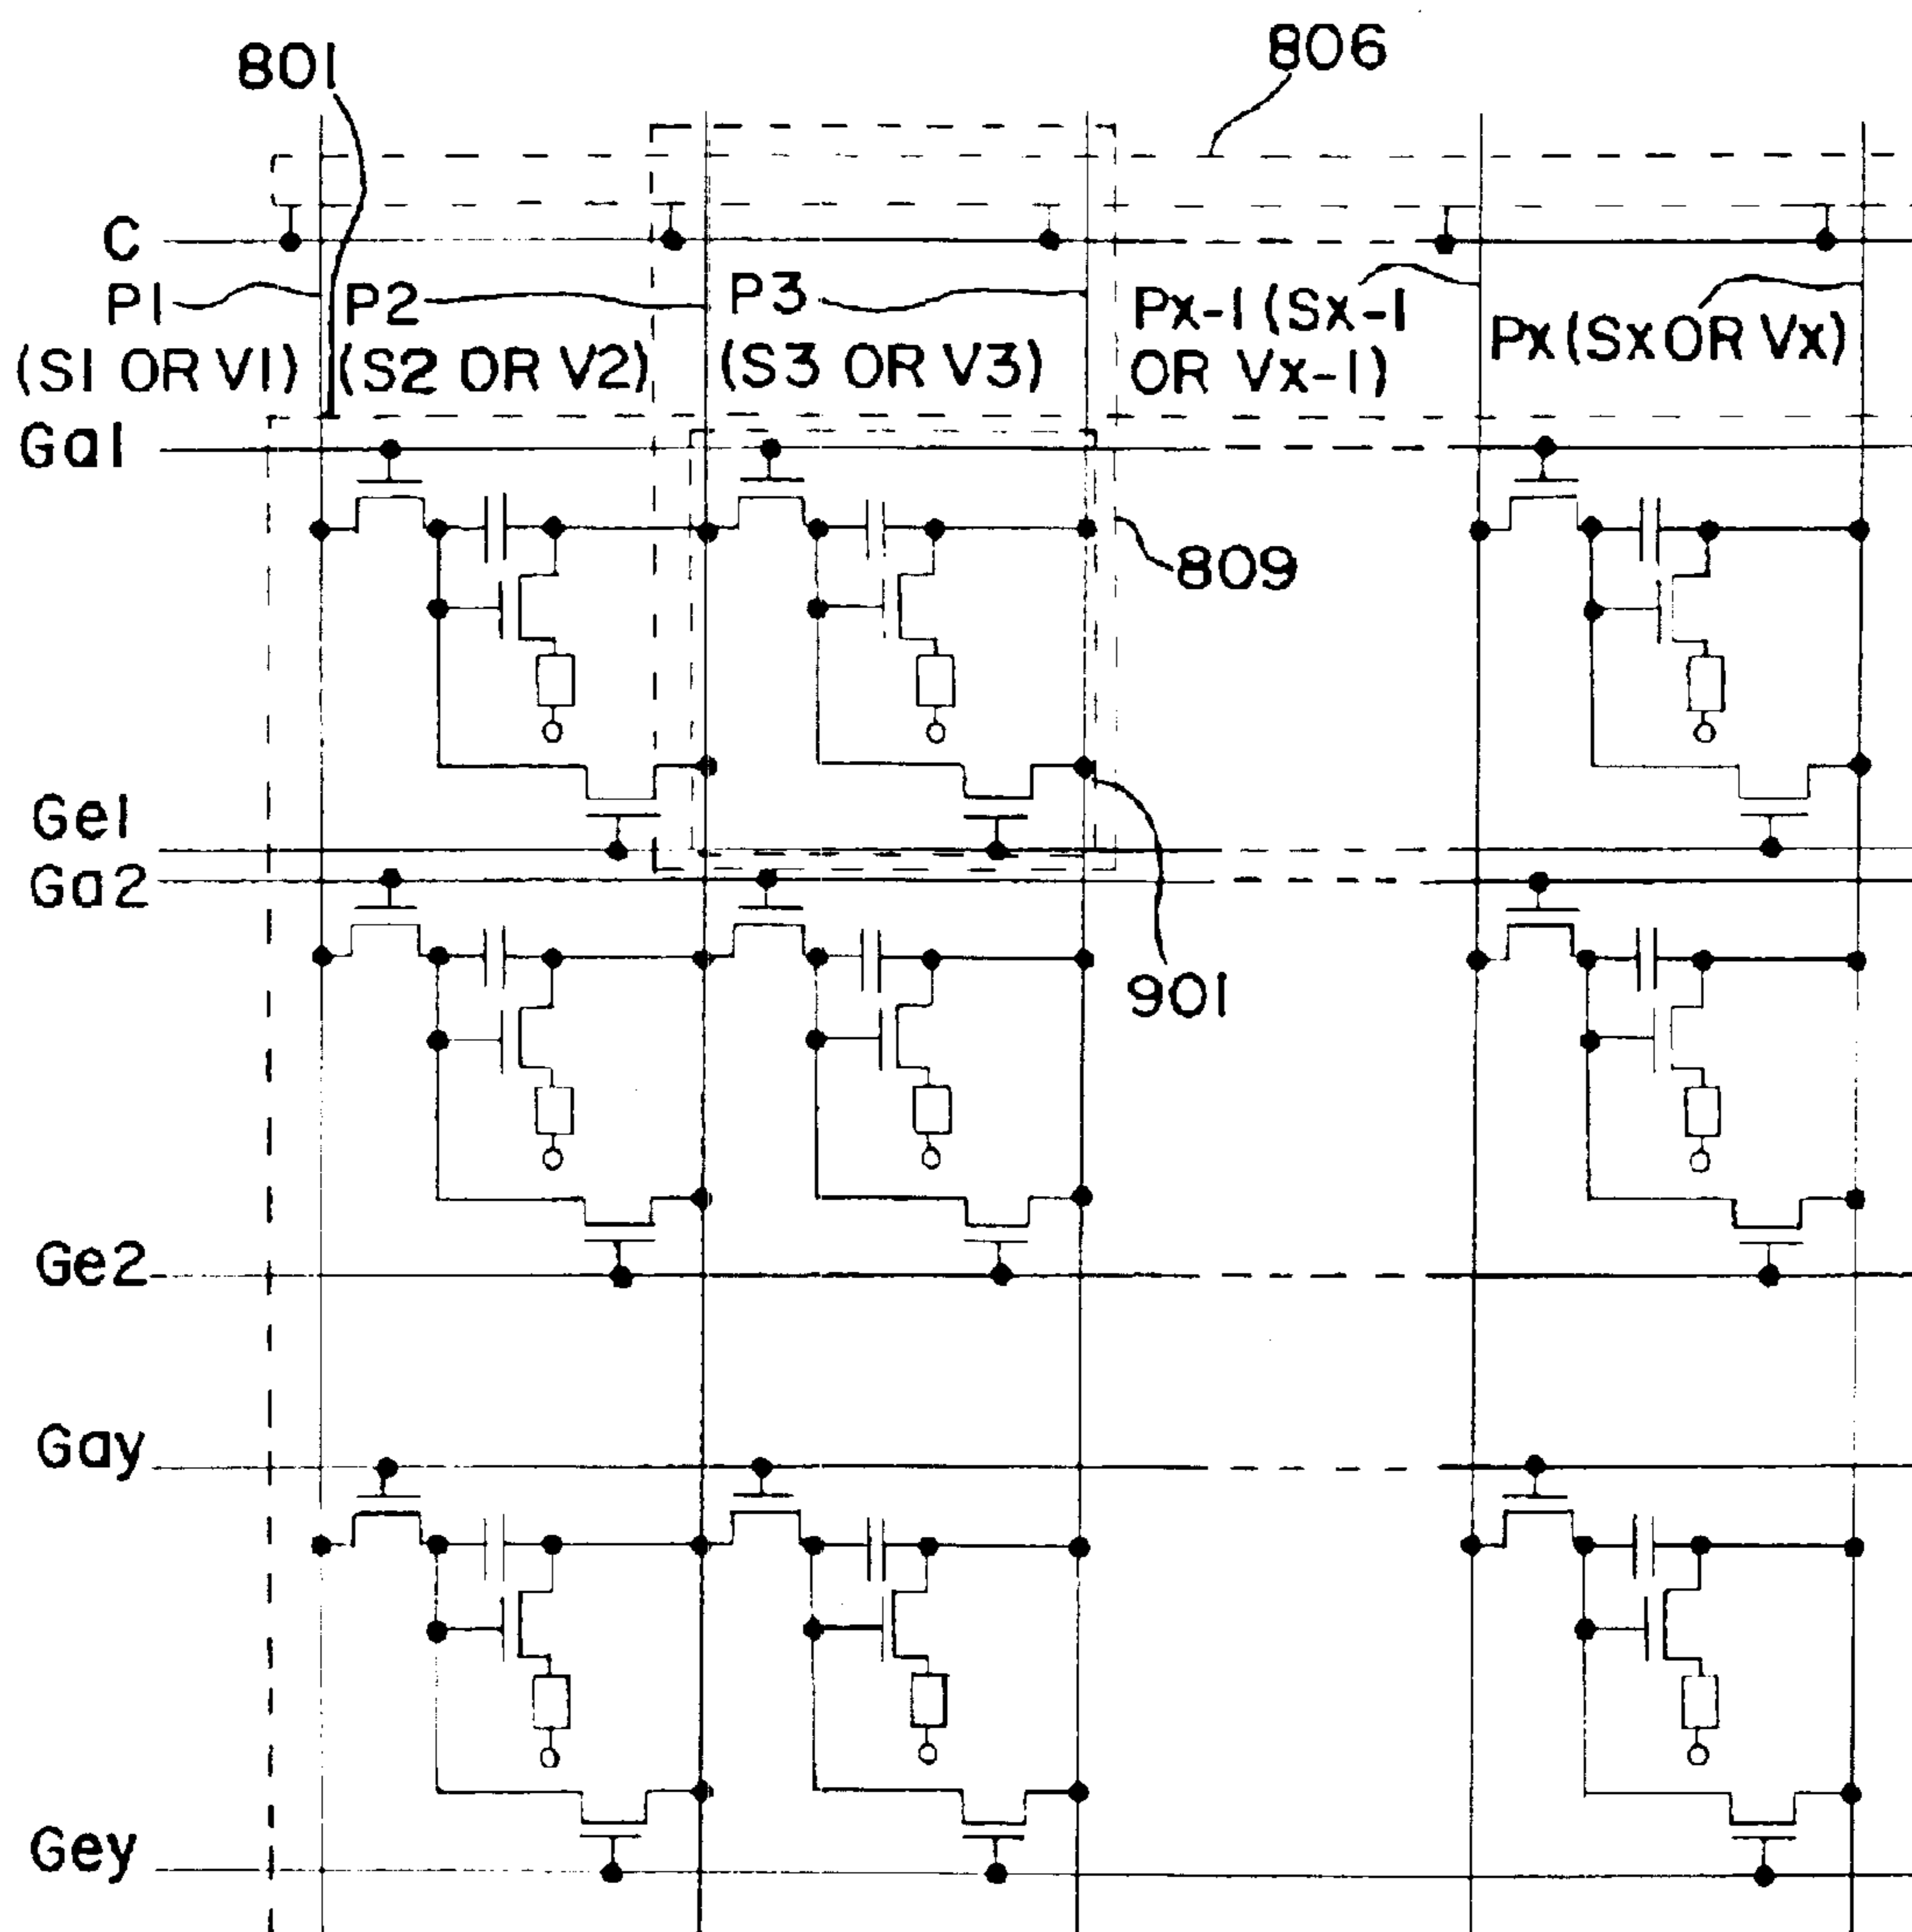 801
806
C
P1
P2
P3
Px-1 (Sx-1
OR Vx-1)
Px (Sx OR Vx)
(S1 OR V1)
(S2 OR V2)
(S3 OR V3)
Ga1
809
Ge1
Ga2
901
Ge2
Gay
Gey